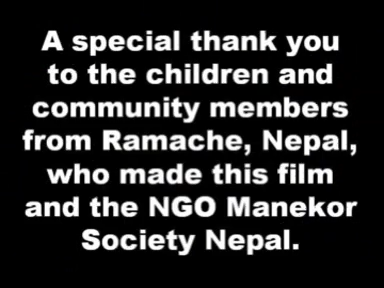 A special thank you
to the children and
community members
from Ramache, Nepal,
who made this film
and the NGO Manekor
Society Nepal.